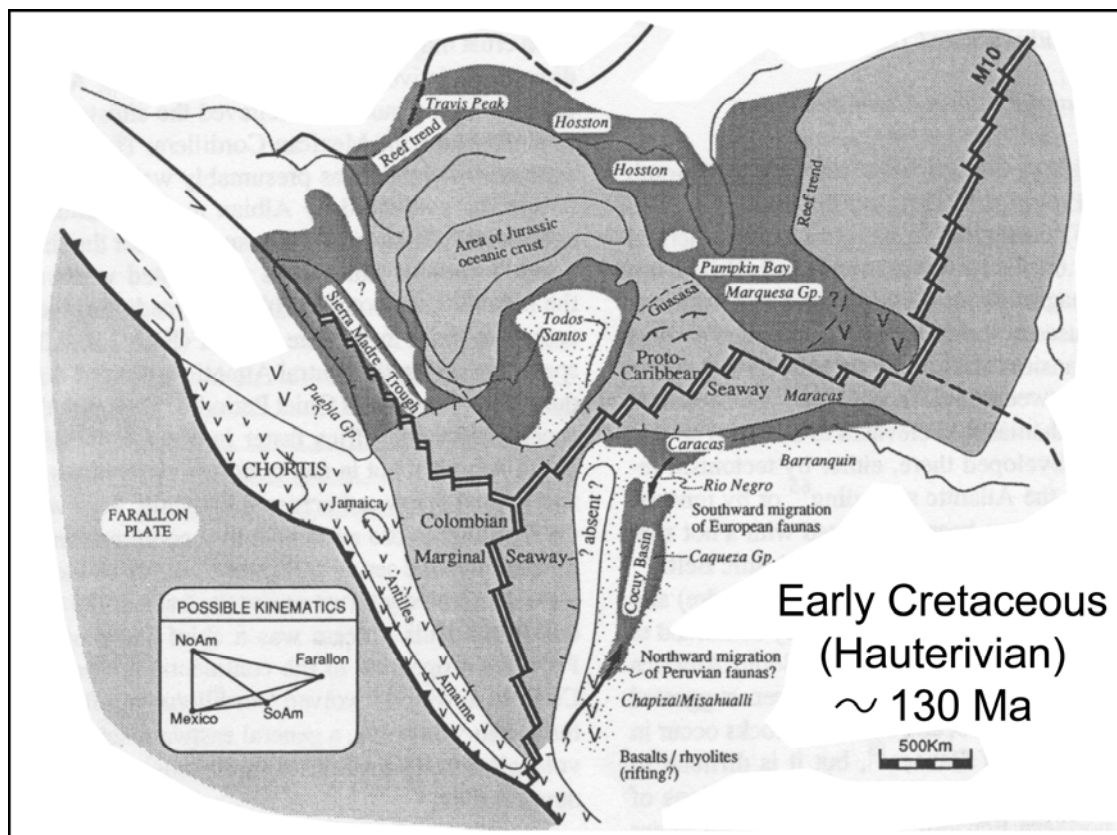 M10
Travis Peak
Hosston
Reef trend
Hosston
Reef trend
Area of Jurassic
oceanic crust
Pumpkin Bay
Marquesa Gp.
?
?
Sierra Madre
Trough
Guasasa
Todos
Santos
Proto-
Caribbean
Seaway
Maracas
Puebla Gp.
?
Caracas
Barranquin
CHORTIS
Rio Negro
Jamaica
Southward migration
of European faunas
FARALLON
PLATE
Colombian
Marginal
Seaway
? absent ?
Cocuy Basin
Caqueza Gp.
Early Cretaceous
(Hauterivian)
~ 130 Ma
POSSIBLE KINEMATICS
NoAm
Farallon
Mexico
SoAm
Antilles
Amaime
Northward migration
of Peruvian faunas?
Chapiza/Misahualli
?
Basalts / rhyolites
(rifting?)
500Km